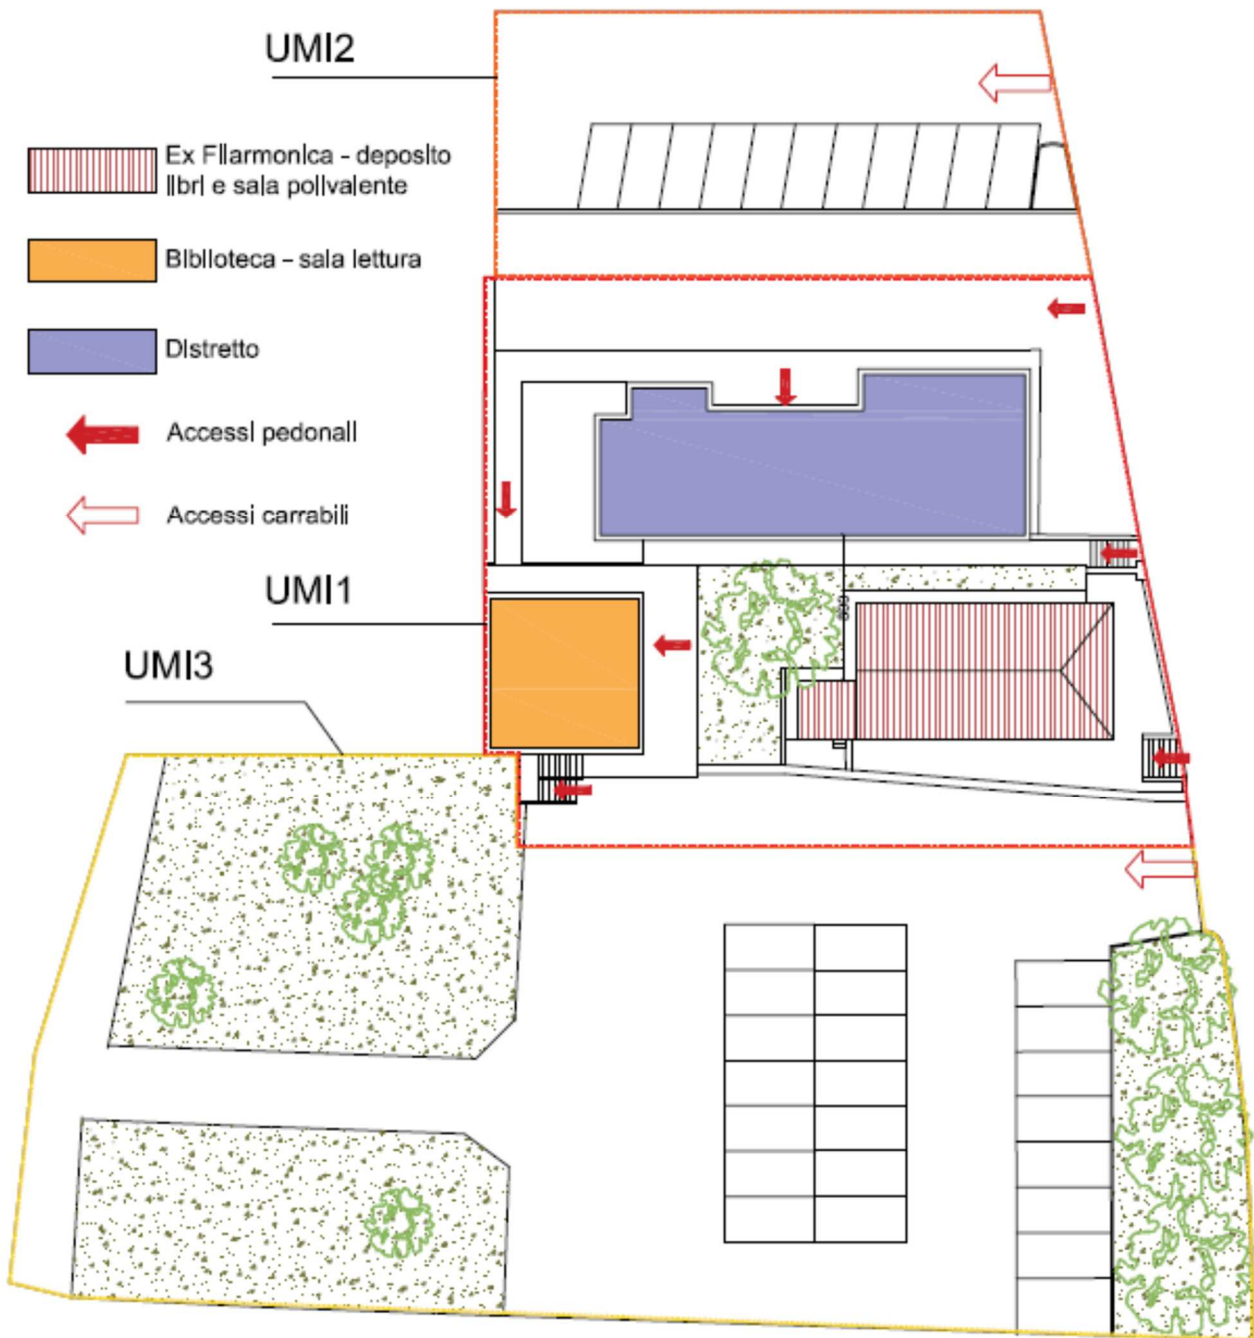 UMI2
Ex Filarmonica - deposito
libri e sala polivalente
Biblioteca – sala lettura
Distretto
Accessi pedonali
Accessi carrabili
UMI1
UMI3